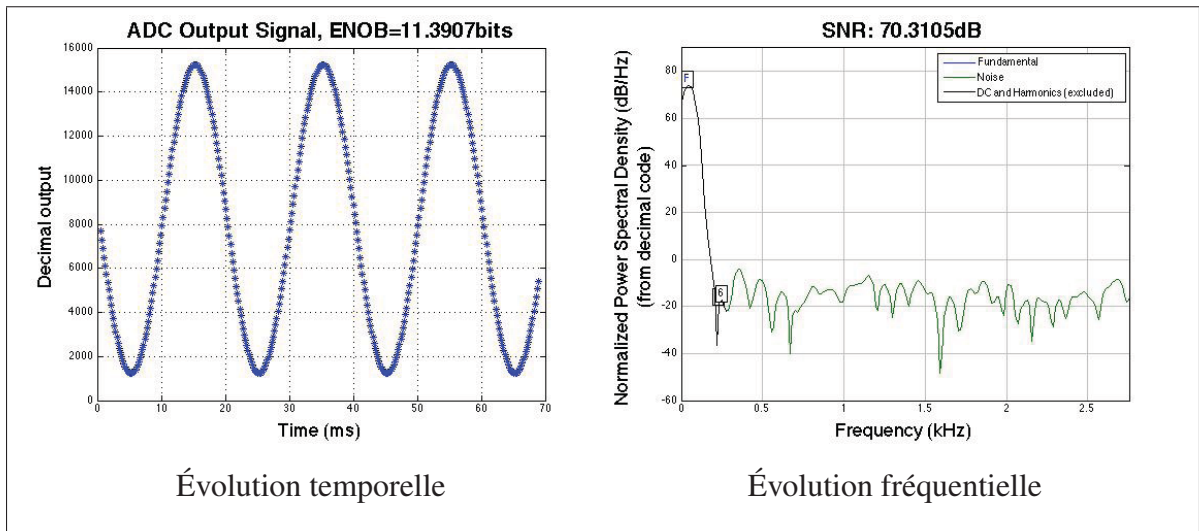 ADC Output Signal, ENOB=11.3907bits
16000
14000
12000
10000
8000
6000
4000
2000
0
Decimal output
0 10 20 30 40 50 60 70
Time (ms)
Évolution temporelle
SNR: 70.3105dB
Fundamental
Noise
DC and Harmonics (excluded)
F
6
80
60
40
20
0
-20
-40
-60
Normalized Power Spectral Density (dB/Hz)
(from decimal code)
0 0.5 1 1.5 2 2.5
Frequency (kHz)
Évolution fréquentielle